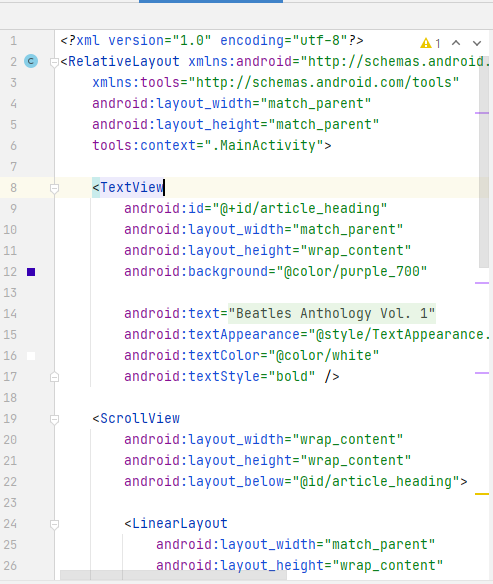 1 <?xml version="1.0" encoding="utf-8"?> 1
2 C <RelativeLayout xmlns:android="http://schemas.android.
3 xmlns:tools="http://schemas.android.com/tools"
4 android:layout_width="match_parent"
5 android:layout_height="match_parent"
6 tools:context=".MainActivity">
7
8 <TextView
9 android:id="@+id/article_heading"
10 android:layout_width="match_parent"
11 android:layout_height="wrap_content"
12 android:background="@color/purple_700"
13
14 android:text="Beatles Anthology Vol. 1"
15 android:textAppearance="@style/TextAppearance.
16 android:textColor="@color/white"
17 android:textStyle="bold" />
18
19 <ScrollView
20 android:layout_width="wrap_content"
21 android:layout_height="wrap_content"
22 android:layout_below="@id/article_heading">
23
24 <LinearLayout
25 android:layout_width="match_parent"
26 android:layout_height="wrap_content"